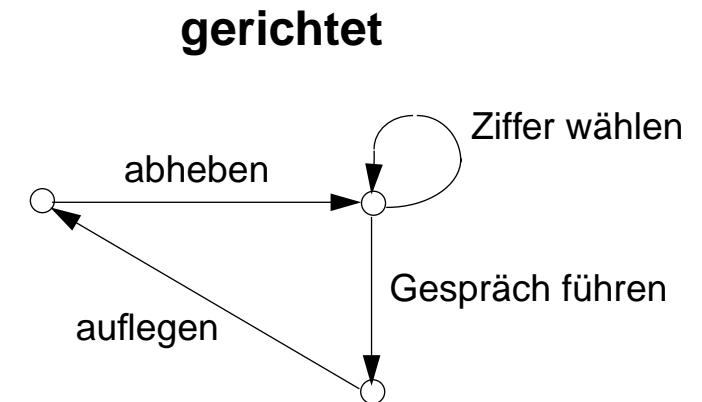 gerichtet
Ziffer wählen
abheben
Gespräch führen
auflegen